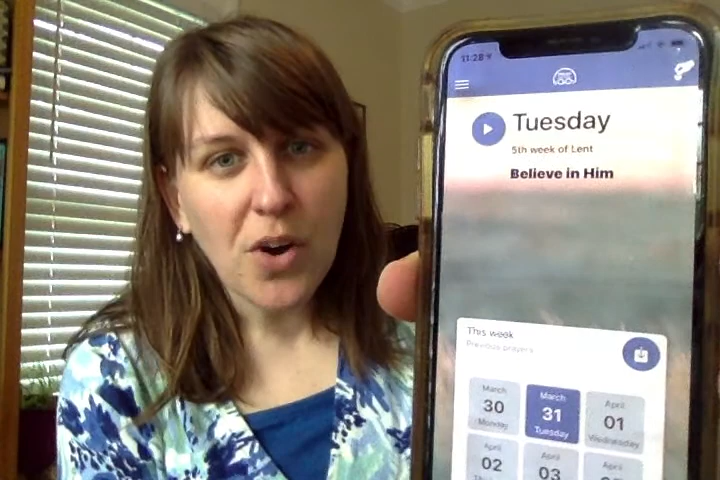 11:28
Tuesday
5th week of Lent
Believe in Him
This week
Previous prayers
March
30
Monday
March
31
Tuesday
April
01
Wednesday
April
02
April
03
April